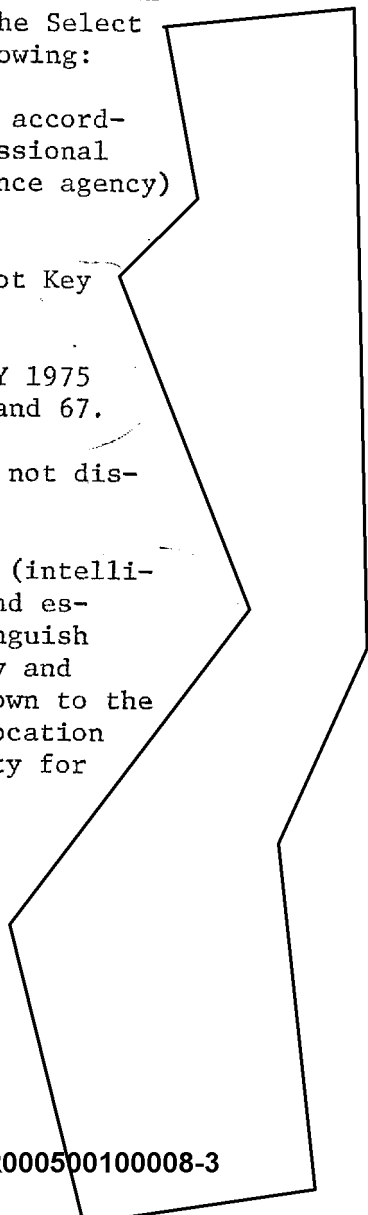 he Select
owing:
accord-
ssional
nce agency)
ot Key
Y 1975
and 67.
not dis-
(intelli-
nd es-
nguish
y and
own to the
ocation
ty for
R000500100008-3